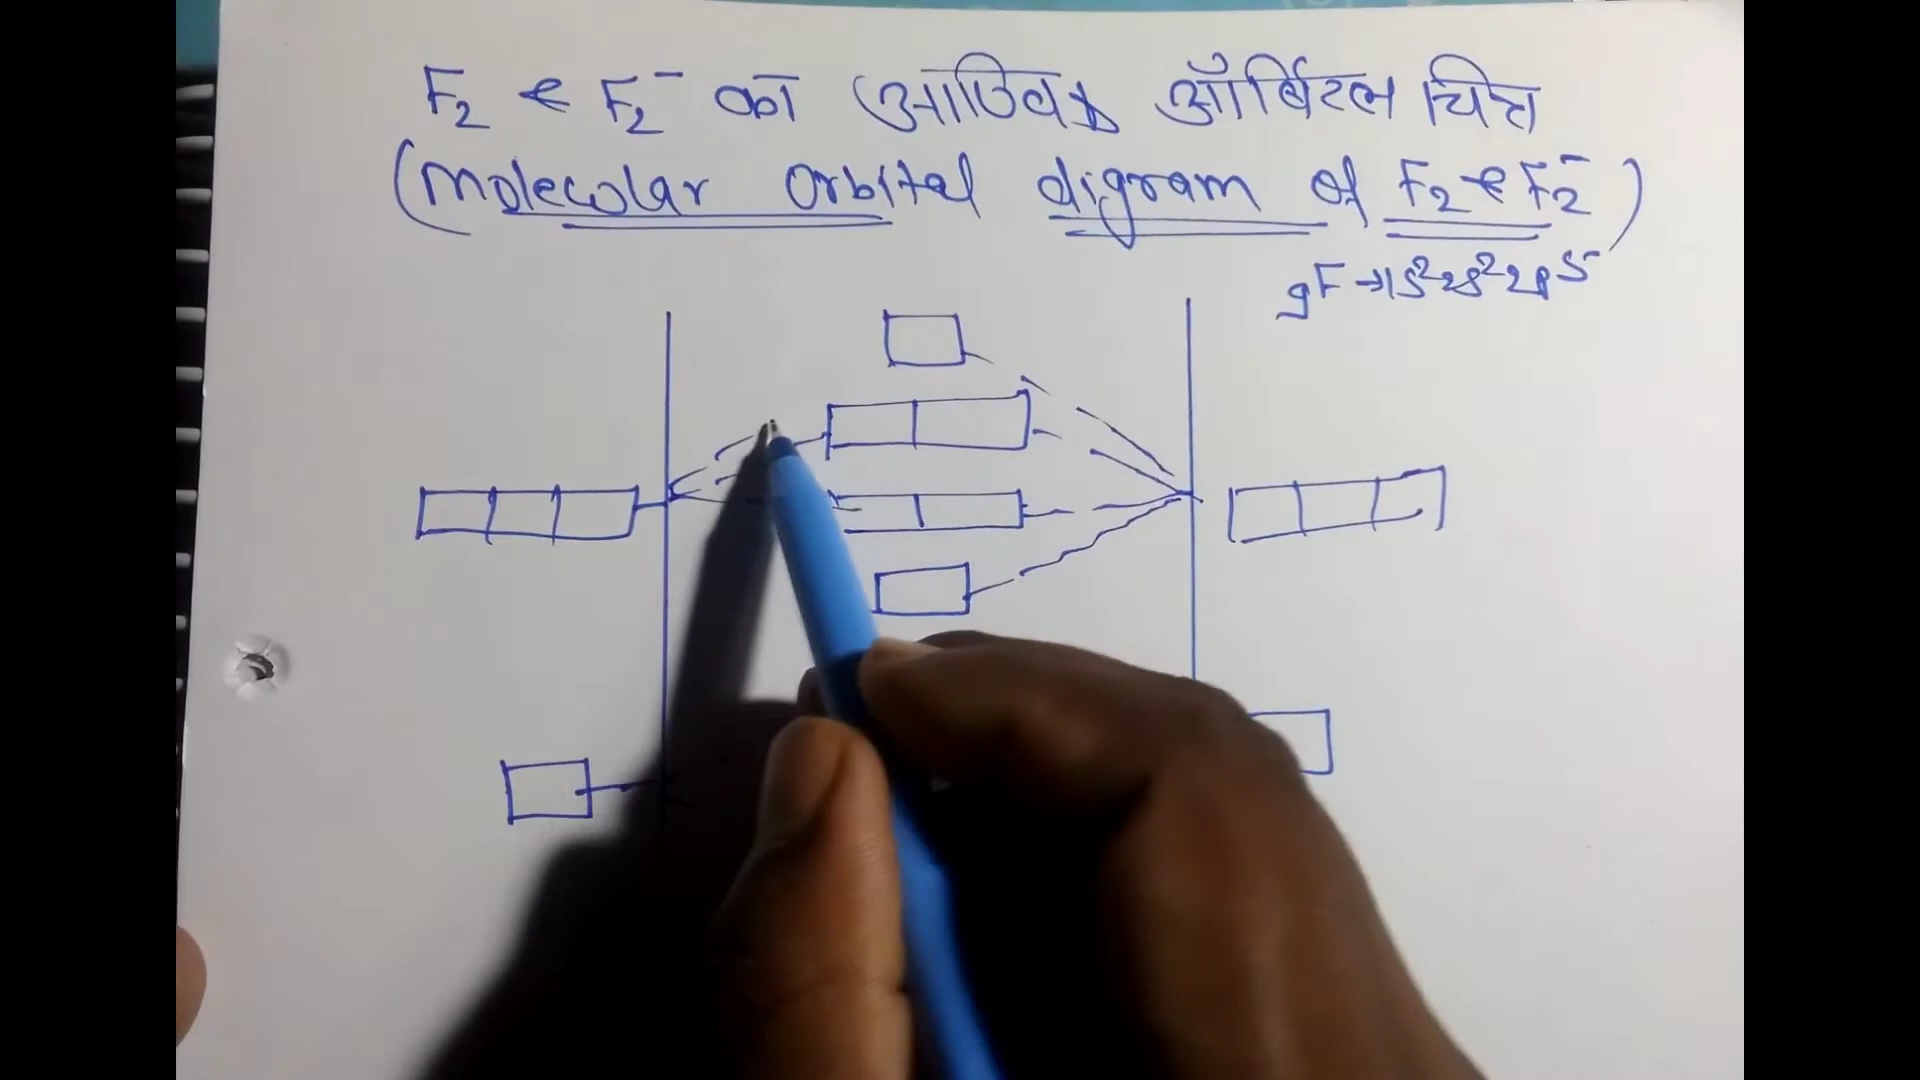 F₂ व F₂⁻ का आण्विक ऑर्बिटल चित्र
(Molecular Orbital digram of F₂ व F₂⁻)
₉F → 1s² 2s² 2p⁵